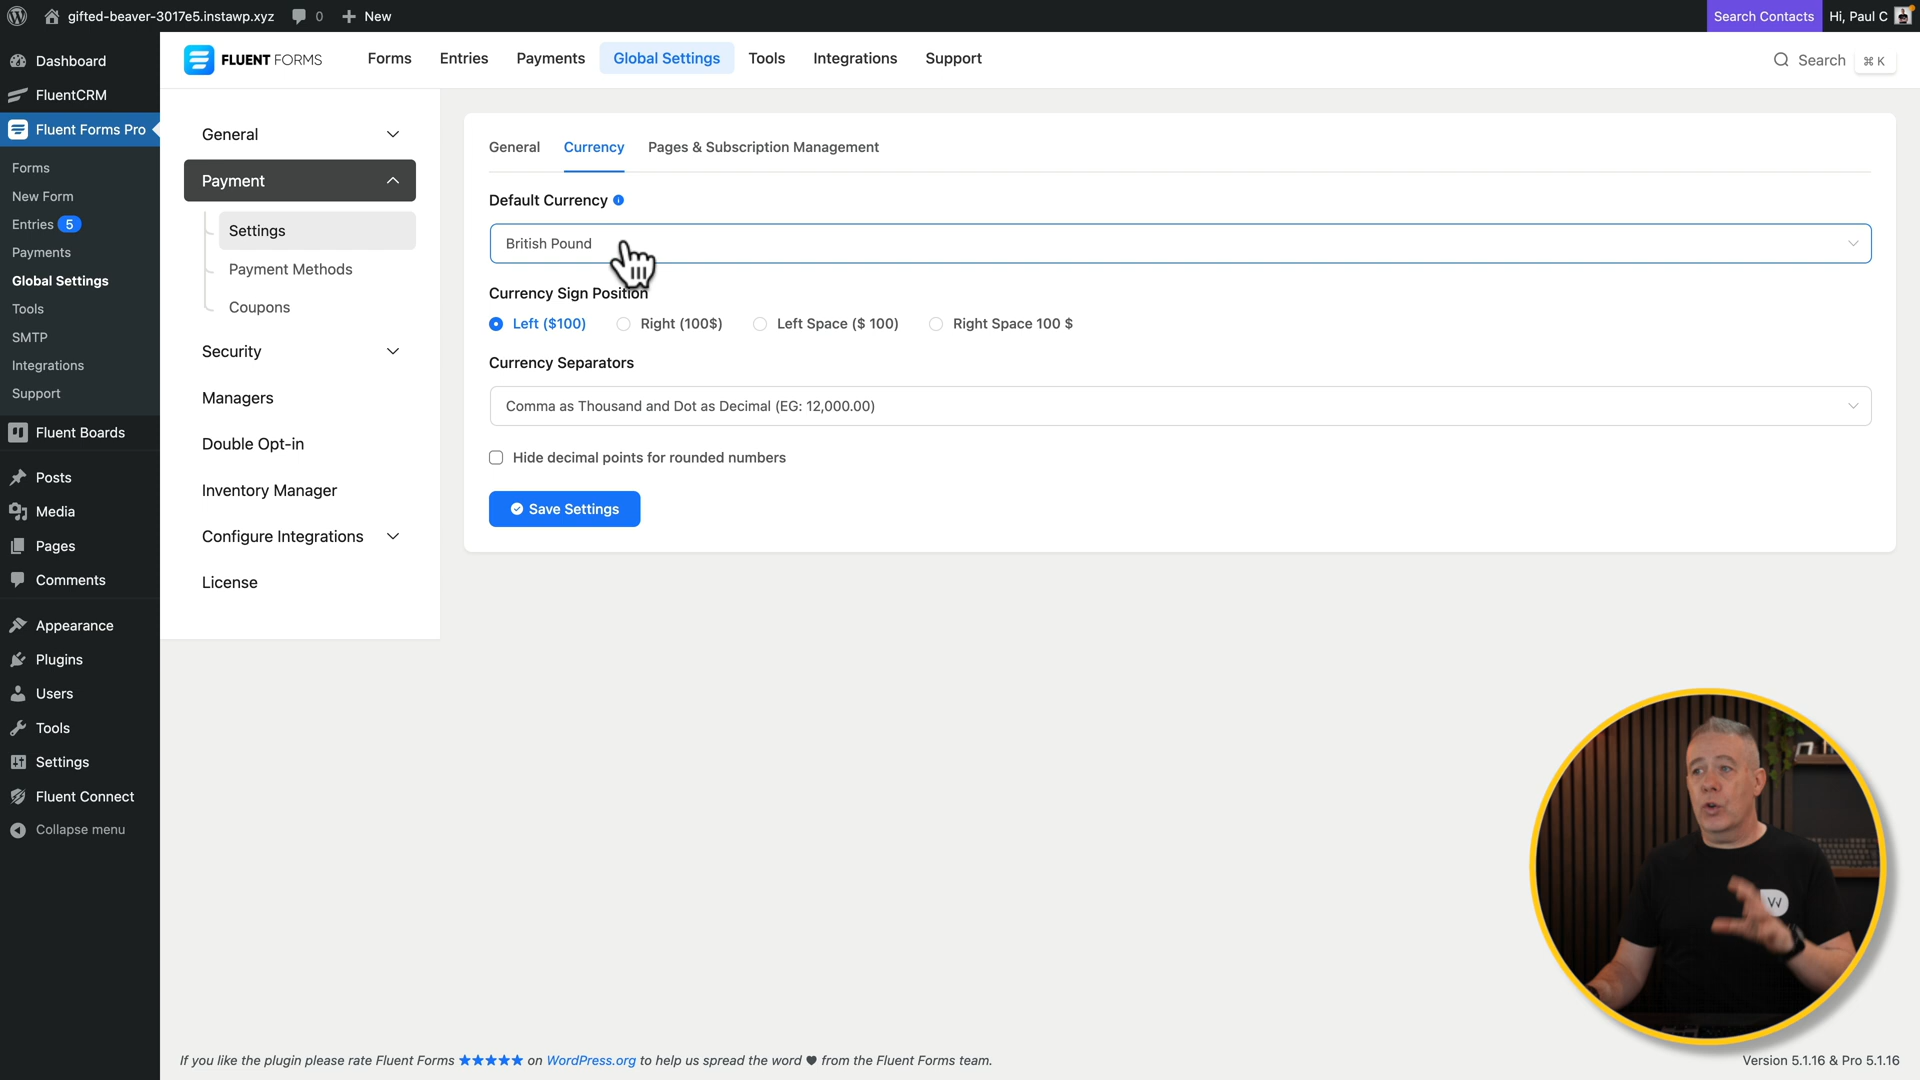 gifted-beaver-3017e5.instawp.xyz 0 New Search Contacts Hi, Paul C
Dashboard
FluentCRM
Fluent Forms Pro
Forms
New Form
Entries 5
Payments
Global Settings
Tools
SMTP
Integrations
Support
Fluent Boards
Posts
Media
Pages
Comments
Appearance
Plugins
Users
Tools
Settings
Fluent Connect
Collapse menu
FLUENT FORMS Forms Entries Payments Global Settings Tools Integrations Support Search ⌘ K
General
Payment
Settings
Payment Methods
Coupons
Security
Managers
Double Opt-in
Inventory Manager
Configure Integrations
License
General Currency Pages & Subscription Management
Default Currency
British Pound
Currency Sign Position
Left ($100) Right (100$) Left Space ($ 100) Right Space 100 $
Currency Separators
Comma as Thousand and Dot as Decimal (EG: 12,000.00)
Hide decimal points for rounded numbers
Save Settings
W
If you like the plugin please rate Fluent Forms ★★★★★ on WordPress.org to help us spread the word ♥ from the Fluent Forms team. Version 5.1.16 & Pro 5.1.16